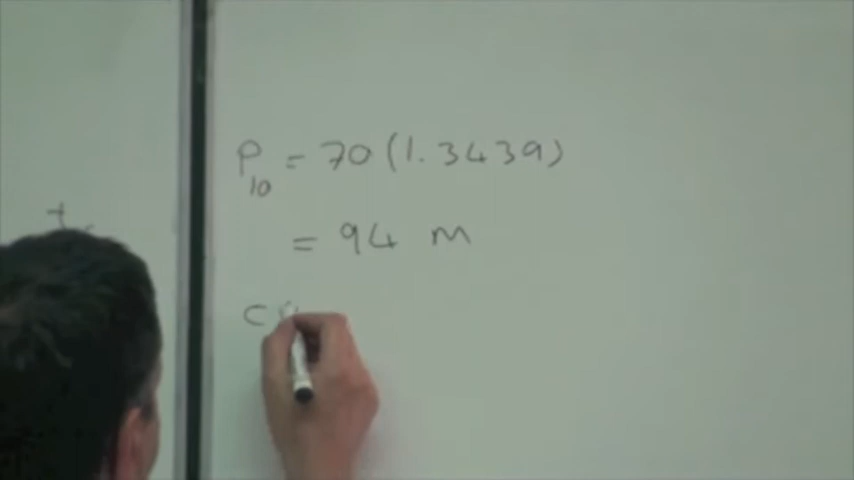 t
P₁₀ = 70(1.3439)
= 94 m
c